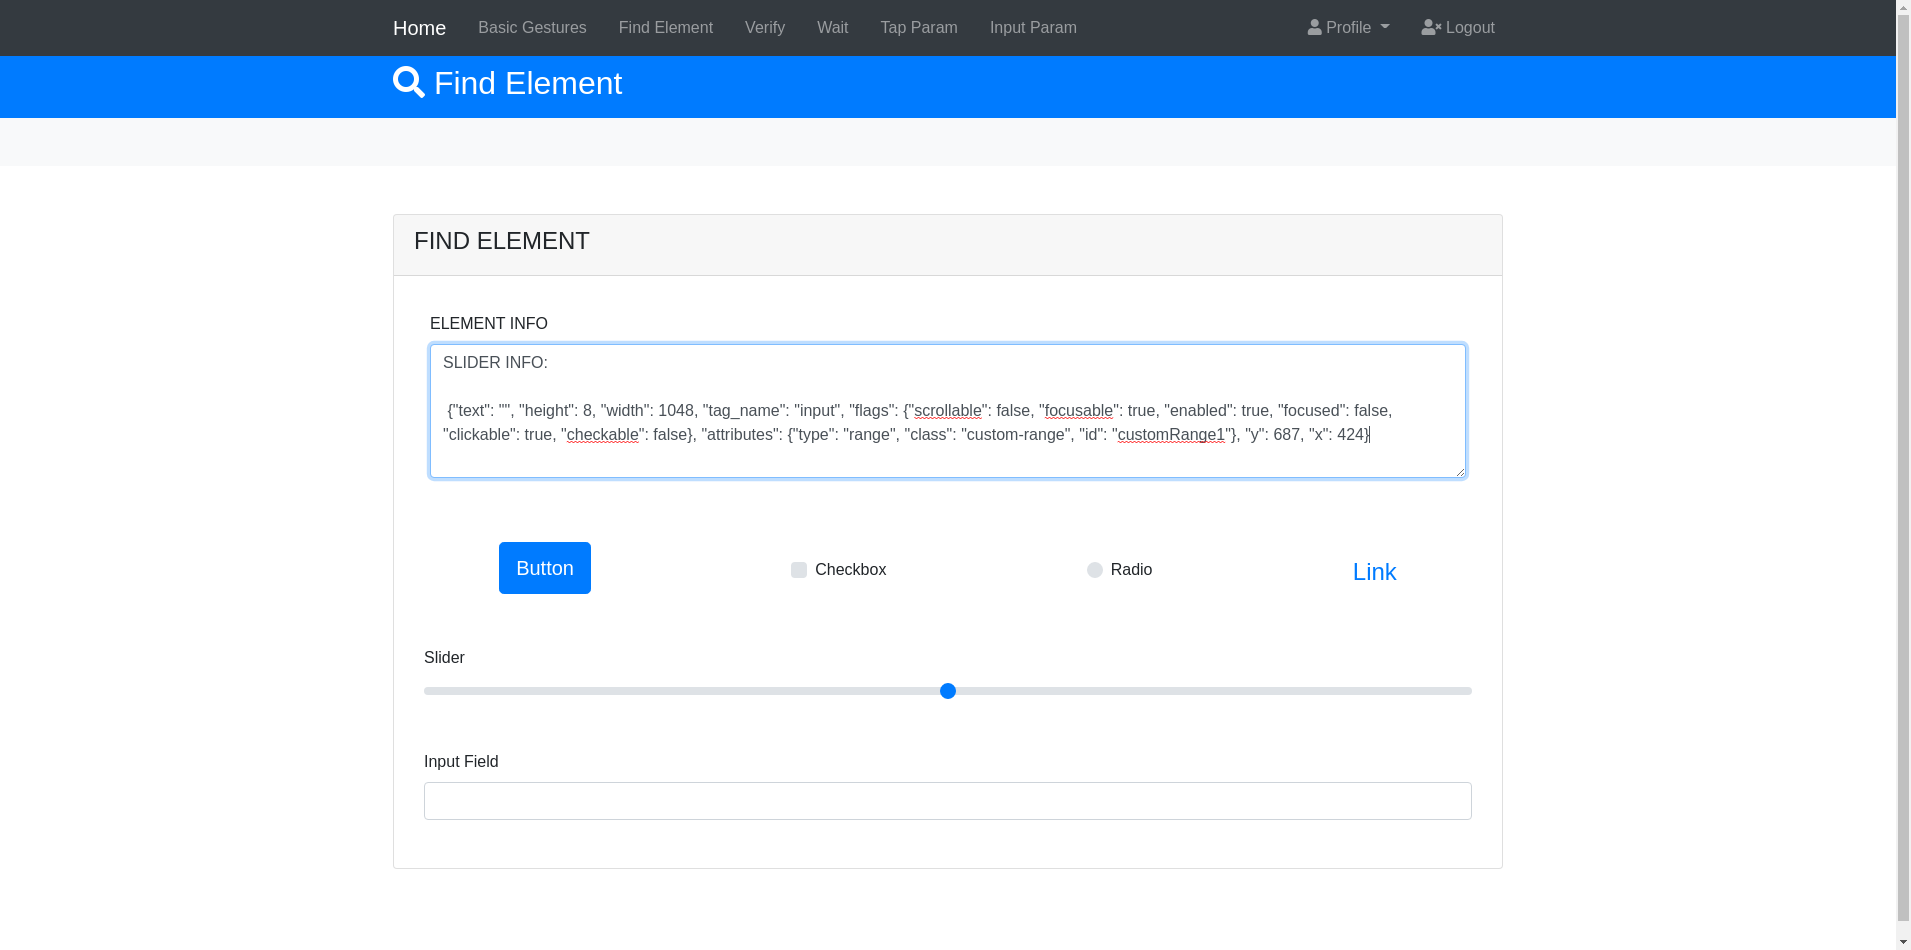 Home Basic Gestures Find Element Verify Wait Tap Param Input Param Profile Logout
Find Element
FIND ELEMENT
ELEMENT INFO
SLIDER INFO:
{"text": "", "height": 8, "width": 1048, "tag_name": "input", "flags": {"scrollable": false, "focusable": true, "enabled": true, "focused": false,
"clickable": true, "checkable": false}, "attributes": {"type": "range", "class": "custom-range", "id": "customRange1"}, "y": 687, "x": 424}
Button Checkbox Radio Link
Slider
Input Field